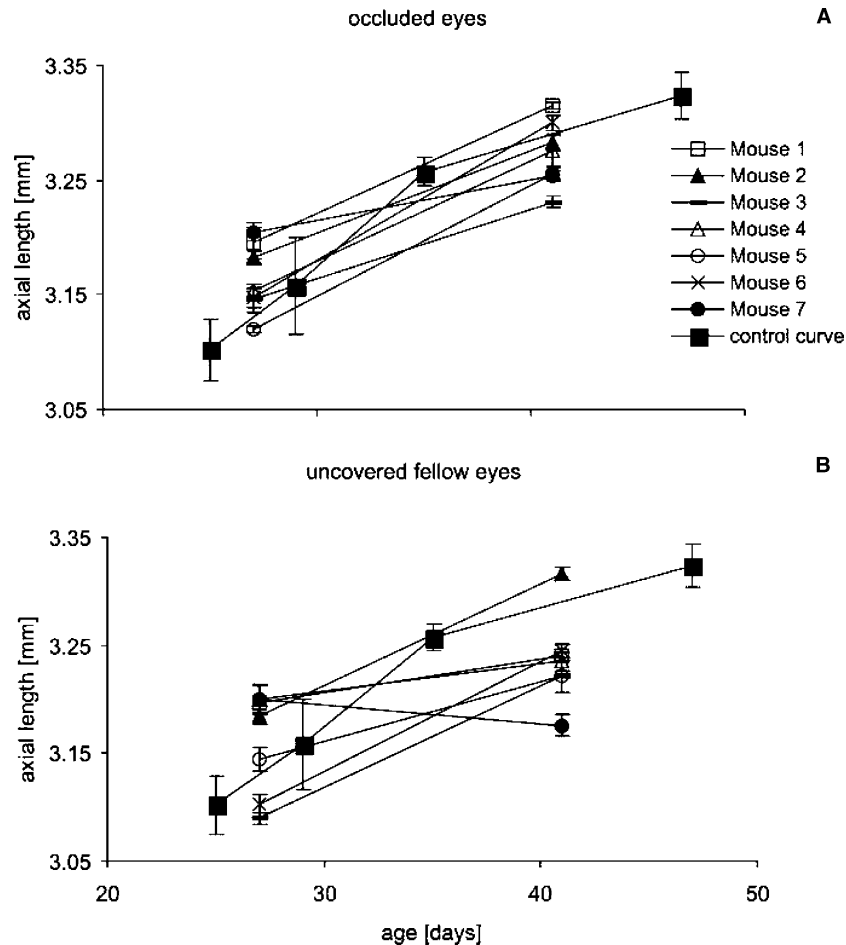 occluded eyes
A
3.35
3.25
3.15
3.05
axial length [mm]
Mouse 1
Mouse 2
Mouse 3
Mouse 4
Mouse 5
Mouse 6
Mouse 7
control curve
uncovered fellow eyes
B
3.35
3.25
3.15
3.05
axial length [mm]
20
30
40
50
age [days]